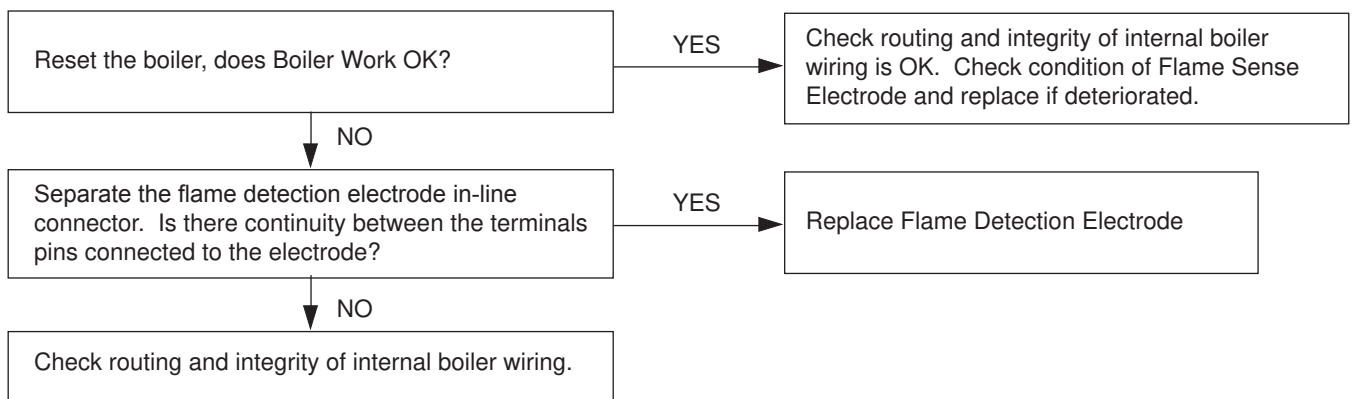 Reset the boiler, does Boiler Work OK?
YES
Check routing and integrity of internal boiler
wiring is OK.  Check condition of Flame Sense
Electrode and replace if deteriorated.
NO
Separate the flame detection electrode in-line
connector.  Is there continuity between the terminals
pins connected to the electrode?
YES
Replace Flame Detection Electrode
NO
Check routing and integrity of internal boiler wiring.